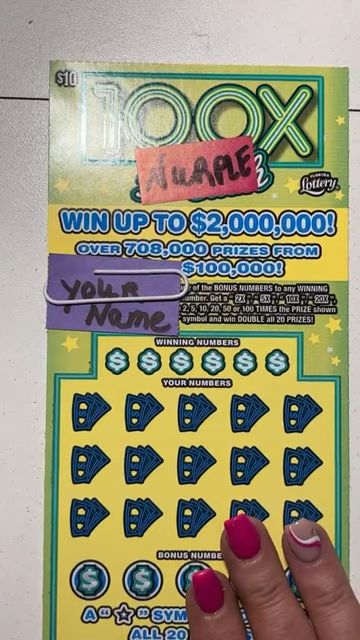 $10
100X
NURPLE
FLORIDA
Lottery
WIN UP TO $2,000,000!
OVER 708,000 PRIZES FROM
$100,000!
YOUR
Name
of the BONUS NUMBERS to any WINNING
Get a "2X", "5X", "10X", "20X",
2, 5, 10, 20, 50 or 100 TIMES the PRIZE shown
symbol and win DOUBLE all 20 PRIZES!
WINNING NUMBERS
YOUR NUMBERS
BONUS NUMBE
A "☆" SYM
ALL 20